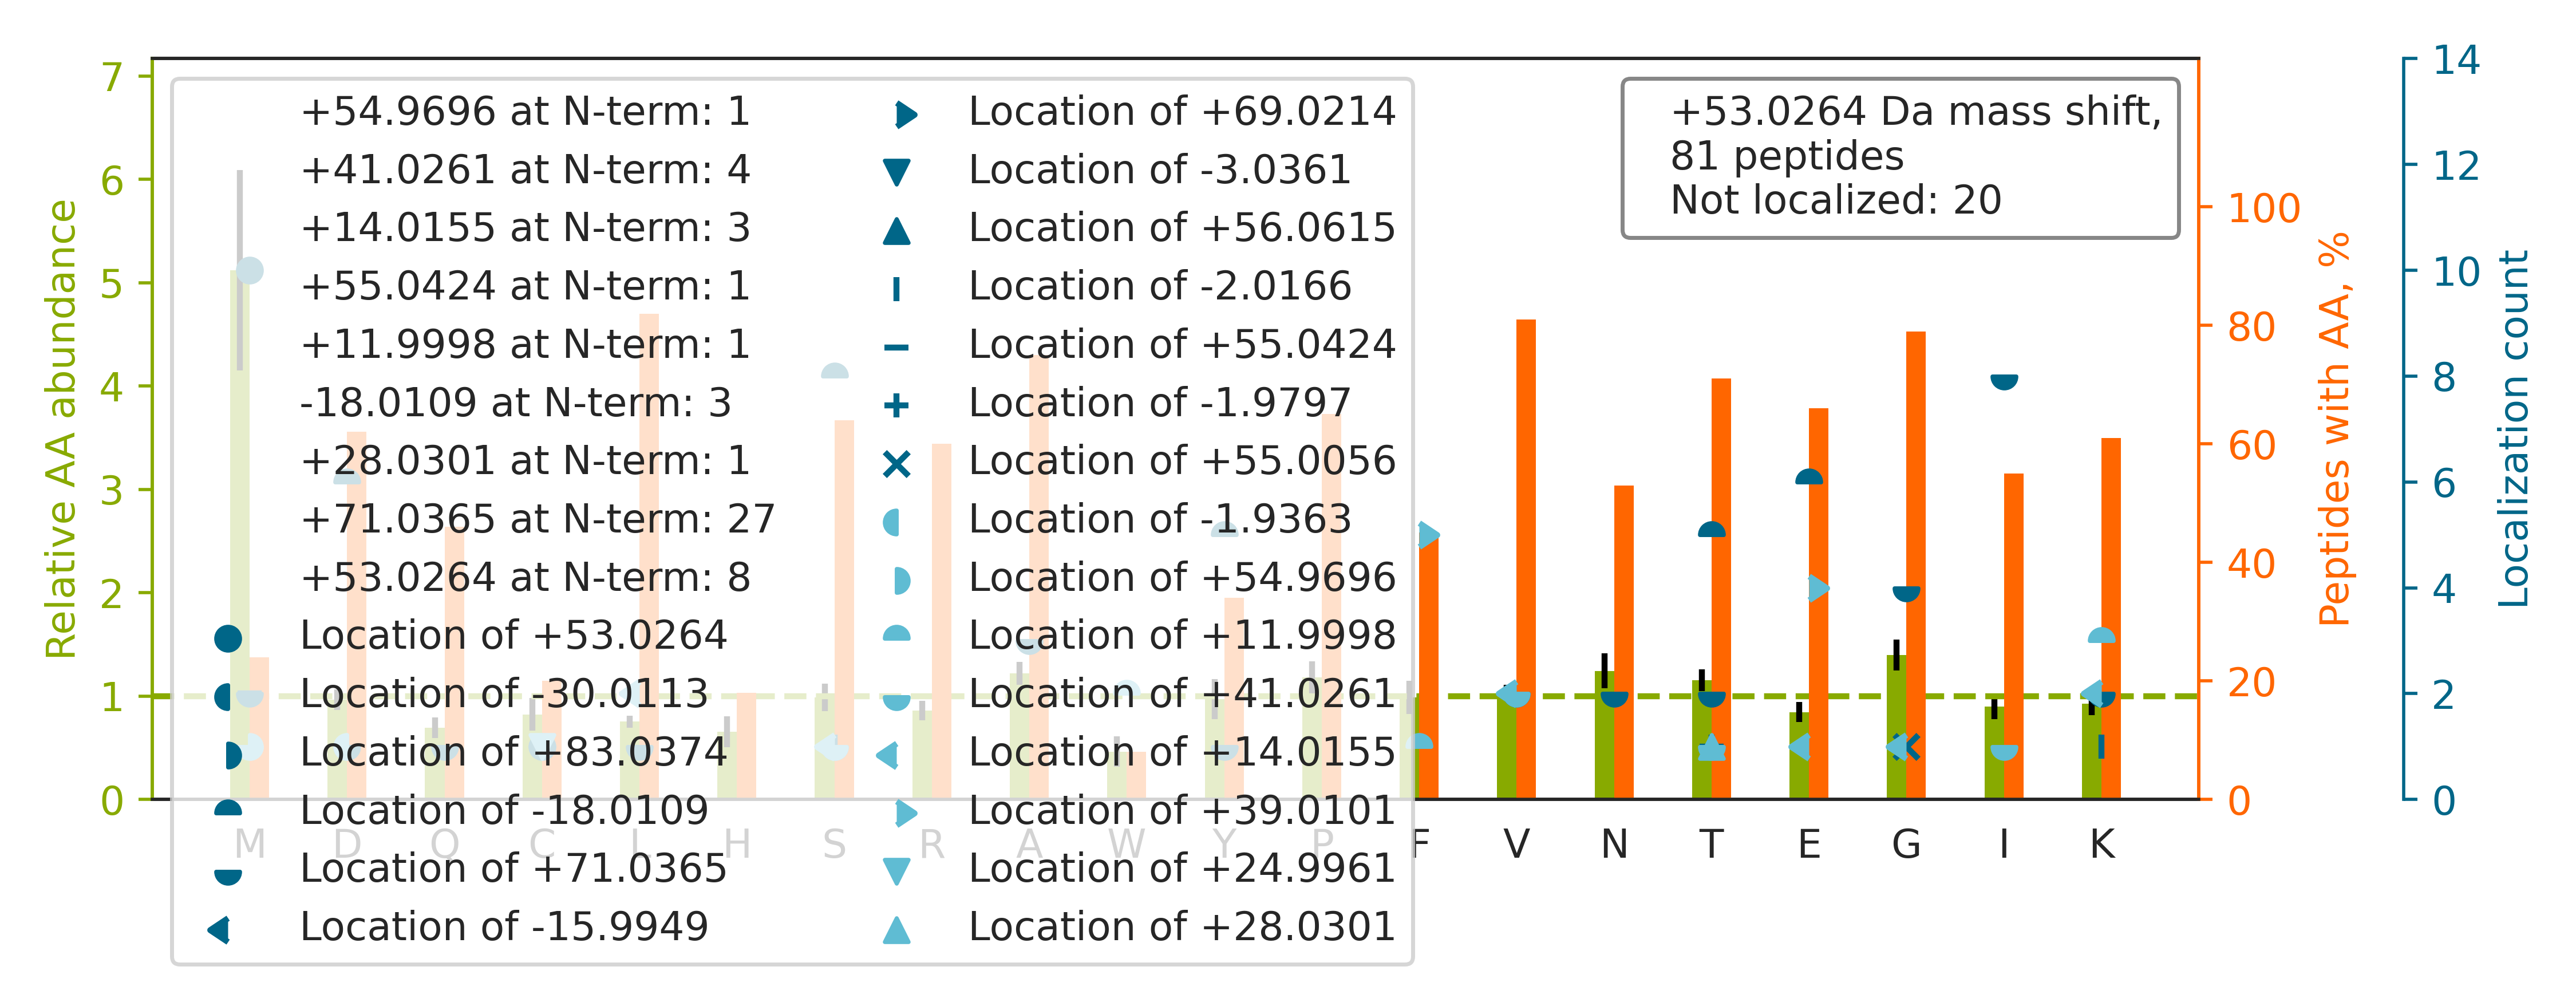 7
6
5
4
3
2
1
0
Relative AA abundance
+54.9696 at N-term: 1
+41.0261 at N-term: 4
+14.0155 at N-term: 3
+55.0424 at N-term: 1
+11.9998 at N-term: 1
-18.0109 at N-term: 3
+28.0301 at N-term: 1
+71.0365 at N-term: 27
+53.0264 at N-term: 8
Location of +53.0264
Location of -30.0113
Location of +83.0374
Location of -18.0109
Location of +71.0365
Location of -15.9949
Location of +69.0214
Location of -3.0361
Location of +56.0615
Location of -2.0166
Location of +55.0424
Location of -1.9797
Location of +55.0056
Location of -1.9363
Location of +54.9696
Location of +11.9998
Location of +41.0261
Location of +14.0155
Location of +39.0101
Location of +24.9961
Location of +28.0301
+53.0264 Da mass shift,
81 peptides
Not localized: 20
M D Q C L H S R A W Y P F V N T E G I K
100
80
60
40
20
0
Peptides with AA, %
14
12
10
8
6
4
2
0
Localization count